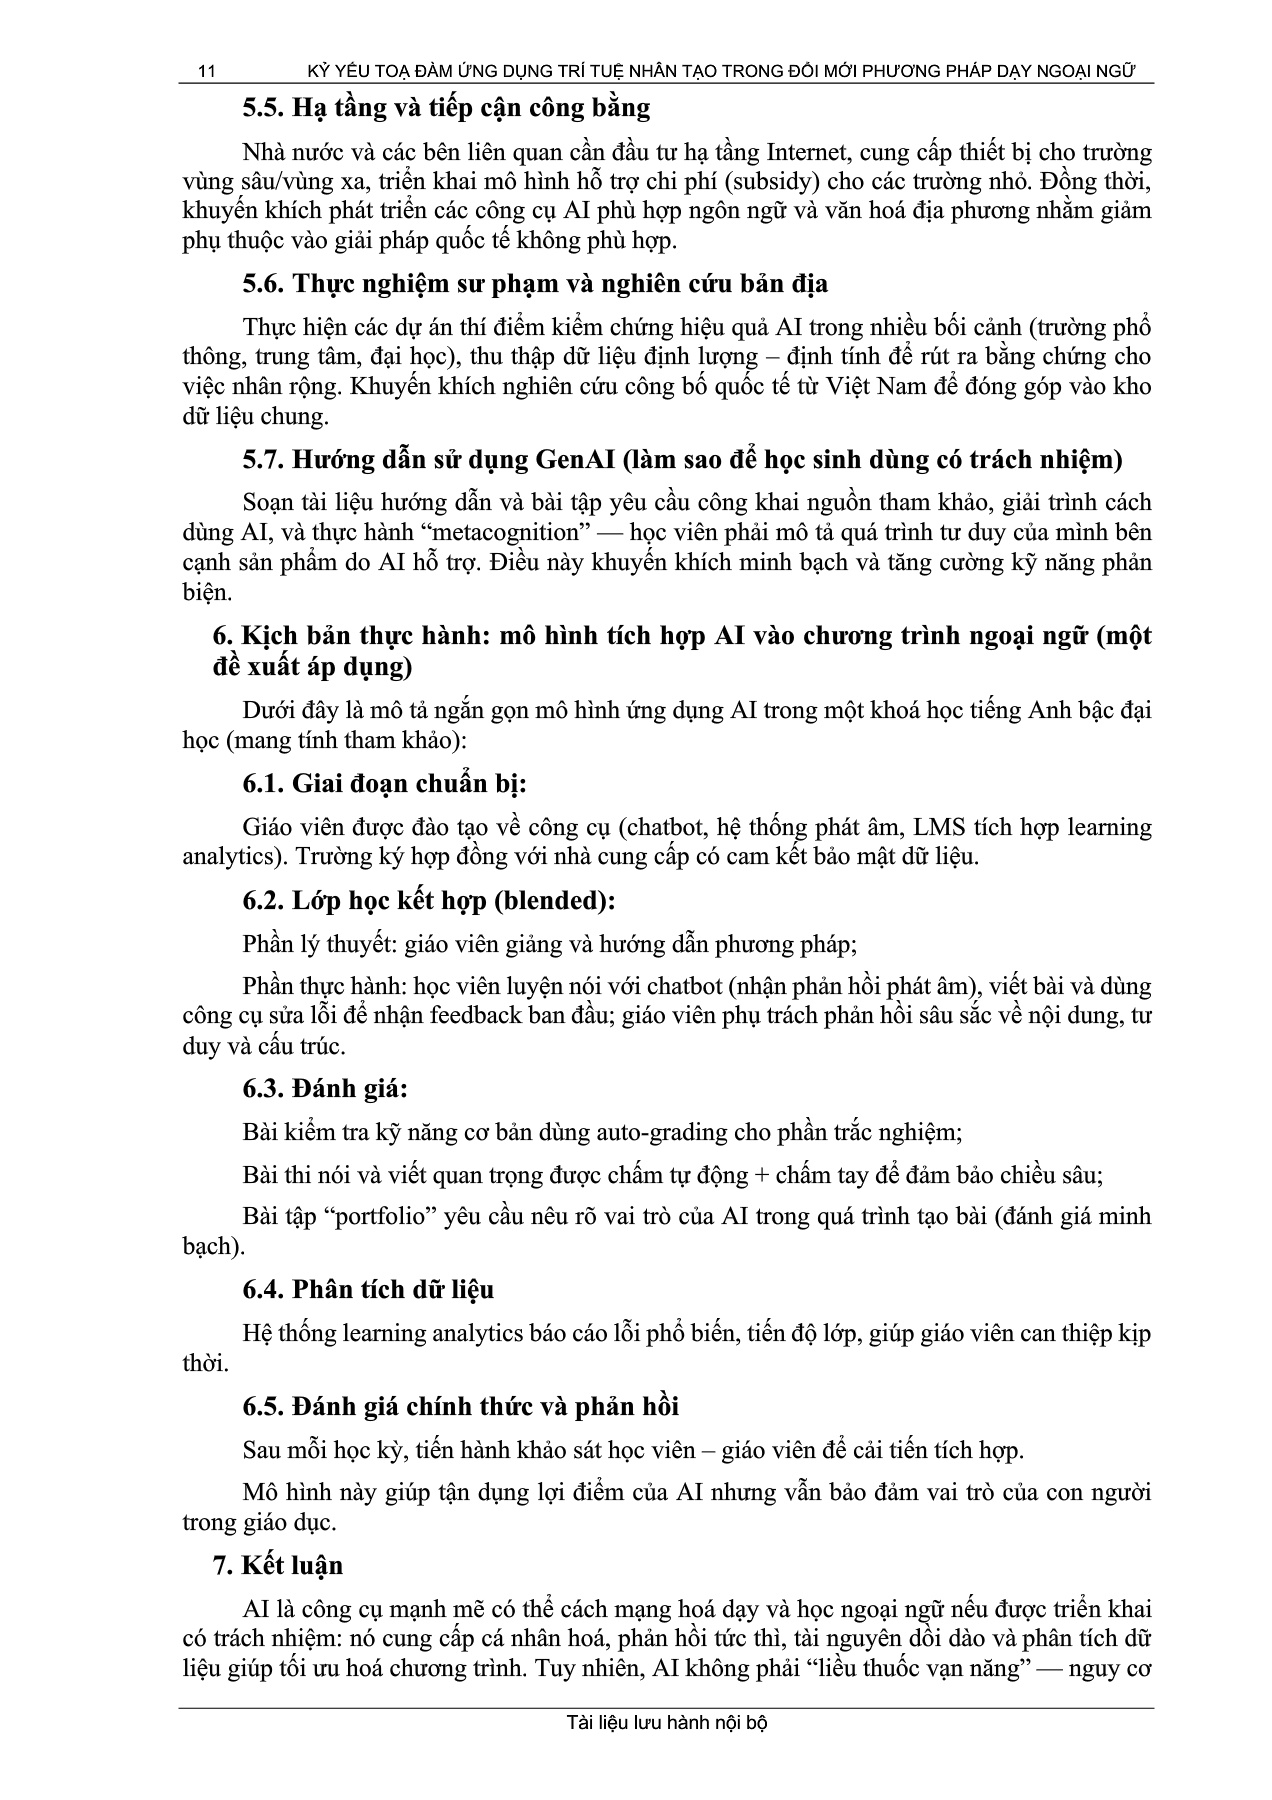 11 KỶ YẾU TOẠ ĐÀM ỨNG DỤNG TRÍ TUỆ NHÂN TẠO TRONG ĐỔI MỚI PHƯƠNG PHÁP DẠY NGOẠI NGỮ
5.5. Hạ tầng và tiếp cận công bằng
Nhà nước và các bên liên quan cần đầu tư hạ tầng Internet, cung cấp thiết bị cho trường
vùng sâu/vùng xa, triển khai mô hình hỗ trợ chi phí (subsidy) cho các trường nhỏ. Đồng thời,
khuyến khích phát triển các công cụ AI phù hợp ngôn ngữ và văn hoá địa phương nhằm giảm
phụ thuộc vào giải pháp quốc tế không phù hợp.
5.6. Thực nghiệm sư phạm và nghiên cứu bản địa
Thực hiện các dự án thí điểm kiểm chứng hiệu quả AI trong nhiều bối cảnh (trường phổ
thông, trung tâm, đại học), thu thập dữ liệu định lượng – định tính để rút ra bằng chứng cho
việc nhân rộng. Khuyến khích nghiên cứu công bố quốc tế từ Việt Nam để đóng góp vào kho
dữ liệu chung.
5.7. Hướng dẫn sử dụng GenAI (làm sao để học sinh dùng có trách nhiệm)
Soạn tài liệu hướng dẫn và bài tập yêu cầu công khai nguồn tham khảo, giải trình cách
dùng AI, và thực hành “metacognition” — học viên phải mô tả quá trình tư duy của mình bên
cạnh sản phẩm do AI hỗ trợ. Điều này khuyến khích minh bạch và tăng cường kỹ năng phản
biện.
6. Kịch bản thực hành: mô hình tích hợp AI vào chương trình ngoại ngữ (một
đề xuất áp dụng)
Dưới đây là mô tả ngắn gọn mô hình ứng dụng AI trong một khoá học tiếng Anh bậc đại
học (mang tính tham khảo):
6.1. Giai đoạn chuẩn bị:
Giáo viên được đào tạo về công cụ (chatbot, hệ thống phát âm, LMS tích hợp learning
analytics). Trường ký hợp đồng với nhà cung cấp có cam kết bảo mật dữ liệu.
6.2. Lớp học kết hợp (blended):
Phần lý thuyết: giáo viên giảng và hướng dẫn phương pháp;
Phần thực hành: học viên luyện nói với chatbot (nhận phản hồi phát âm), viết bài và dùng
công cụ sửa lỗi để nhận feedback ban đầu; giáo viên phụ trách phản hồi sâu sắc về nội dung, tư
duy và cấu trúc.
6.3. Đánh giá:
Bài kiểm tra kỹ năng cơ bản dùng auto-grading cho phần trắc nghiệm;
Bài thi nói và viết quan trọng được chấm tự động + chấm tay để đảm bảo chiều sâu;
Bài tập “portfolio” yêu cầu nêu rõ vai trò của AI trong quá trình tạo bài (đánh giá minh
bạch).
6.4. Phân tích dữ liệu
Hệ thống learning analytics báo cáo lỗi phổ biến, tiến độ lớp, giúp giáo viên can thiệp kịp
thời.
6.5. Đánh giá chính thức và phản hồi
Sau mỗi học kỳ, tiến hành khảo sát học viên – giáo viên để cải tiến tích hợp.
Mô hình này giúp tận dụng lợi điểm của AI nhưng vẫn bảo đảm vai trò của con người
trong giáo dục.
7. Kết luận
AI là công cụ mạnh mẽ có thể cách mạng hoá dạy và học ngoại ngữ nếu được triển khai
có trách nhiệm: nó cung cấp cá nhân hoá, phản hồi tức thì, tài nguyên dồi dào và phân tích dữ
liệu giúp tối ưu hoá chương trình. Tuy nhiên, AI không phải “liều thuốc vạn năng” — nguy cơ
Tài liệu lưu hành nội bộ